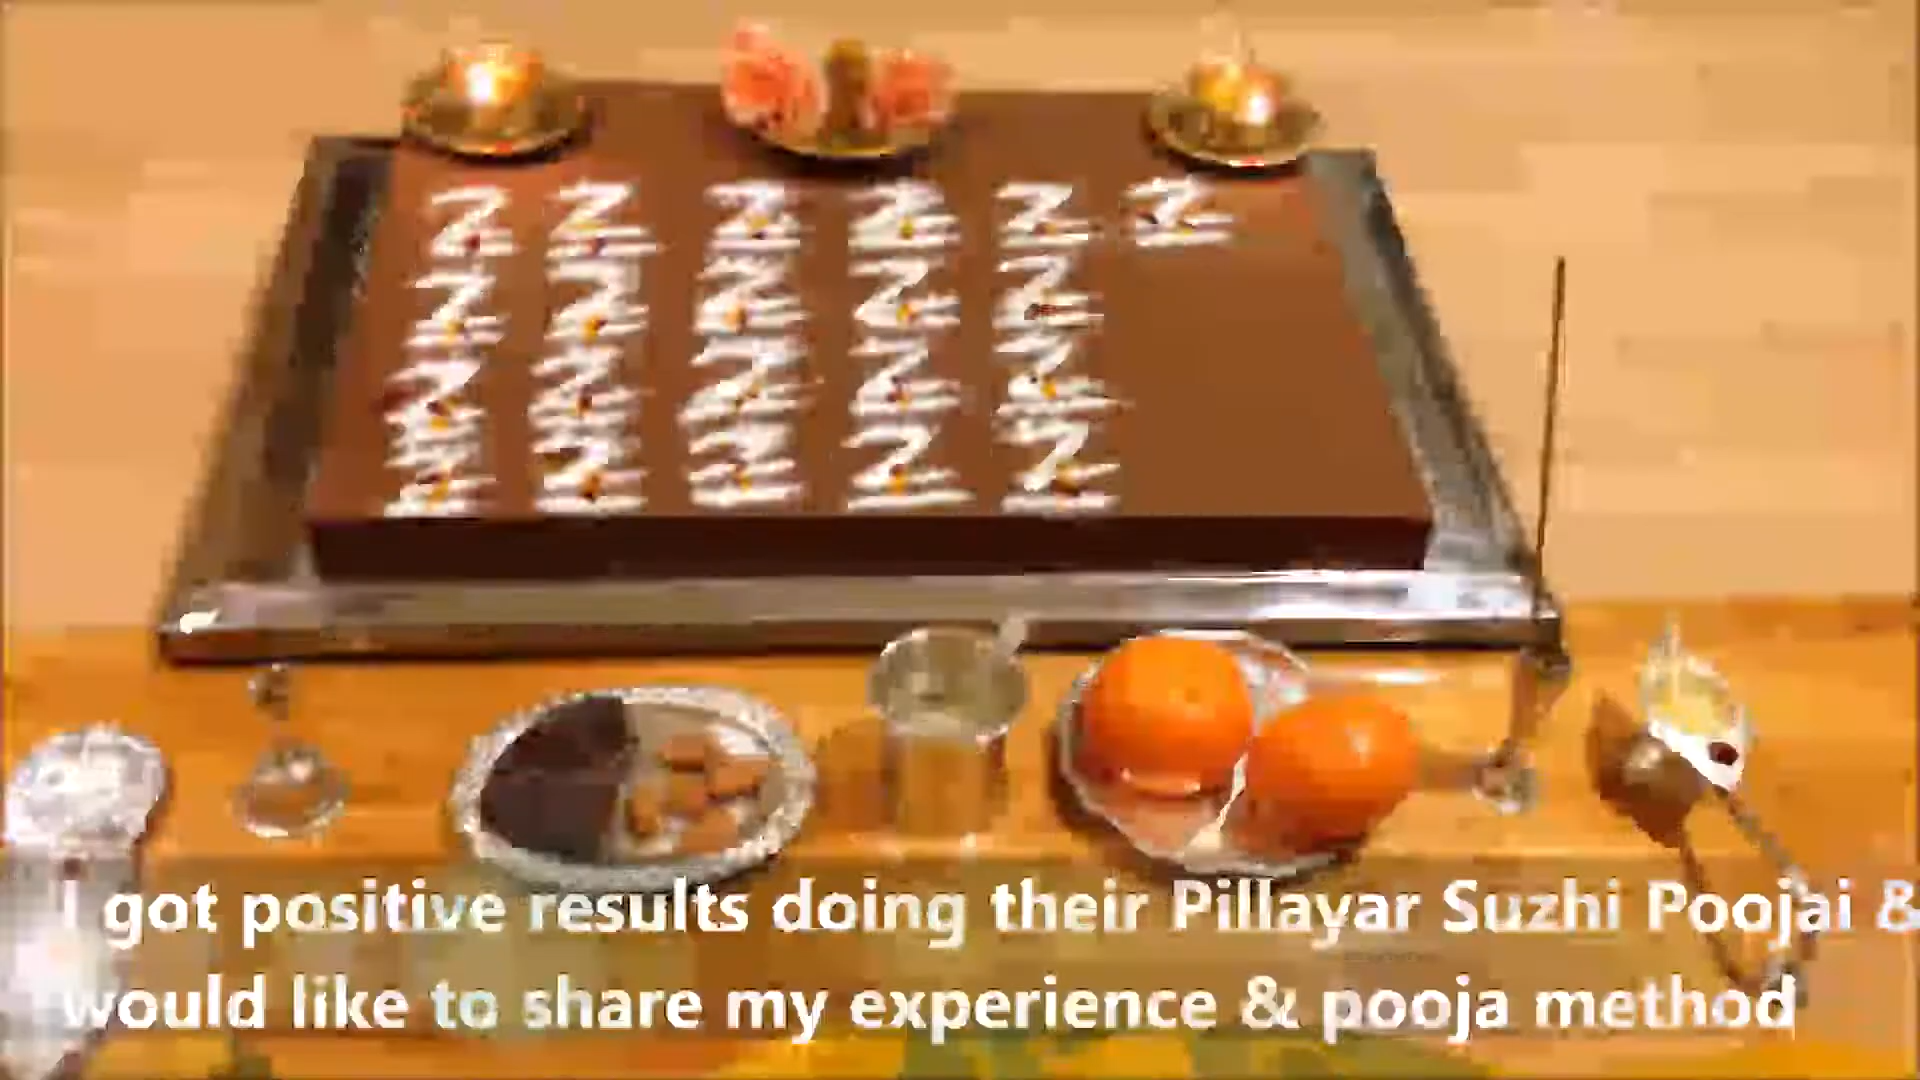 I got positive results doing their Pillayar Suzhi Poojai &
would like to share my experience & pooja method